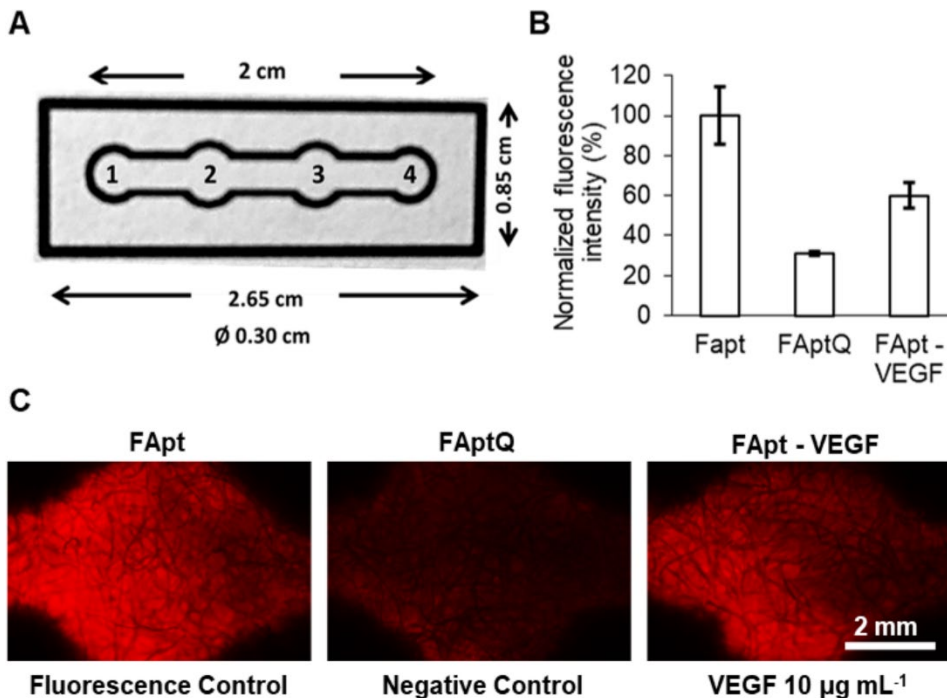 A
2 cm
1 2 3 4
0.85 cm
2.65 cm
Ø 0.30 cm
B
Normalized fluorescence
intensity (%)
120
100
80
60
40
20
0
Fapt FAptQ FApt -
VEGF
C
FApt FAptQ FApt - VEGF
2 mm
Fluorescence Control Negative Control VEGF 10 µg mL⁻¹